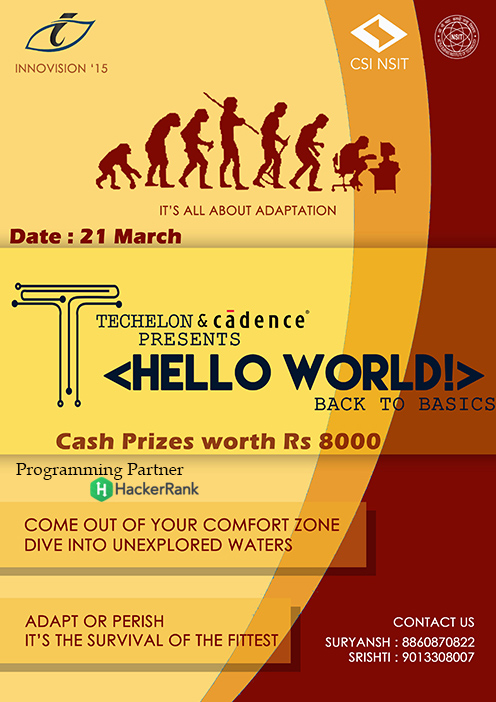 INNOVISION '15
CSI NSIT
NSIT
IT'S ALL ABOUT ADAPTATION
Date : 21 March
TECHELON & cādence®
PRESENTS
<HELLO WORLD!>
BACK TO BASICS
Cash Prizes worth Rs 8000
Programming Partner
H HackerRank
COME OUT OF YOUR COMFORT ZONE
DIVE INTO UNEXPLORED WATERS
ADAPT OR PERISH
IT'S THE SURVIVAL OF THE FITTEST
CONTACT US
SURYANSH : 8860870822
SRISHTI : 9013308007